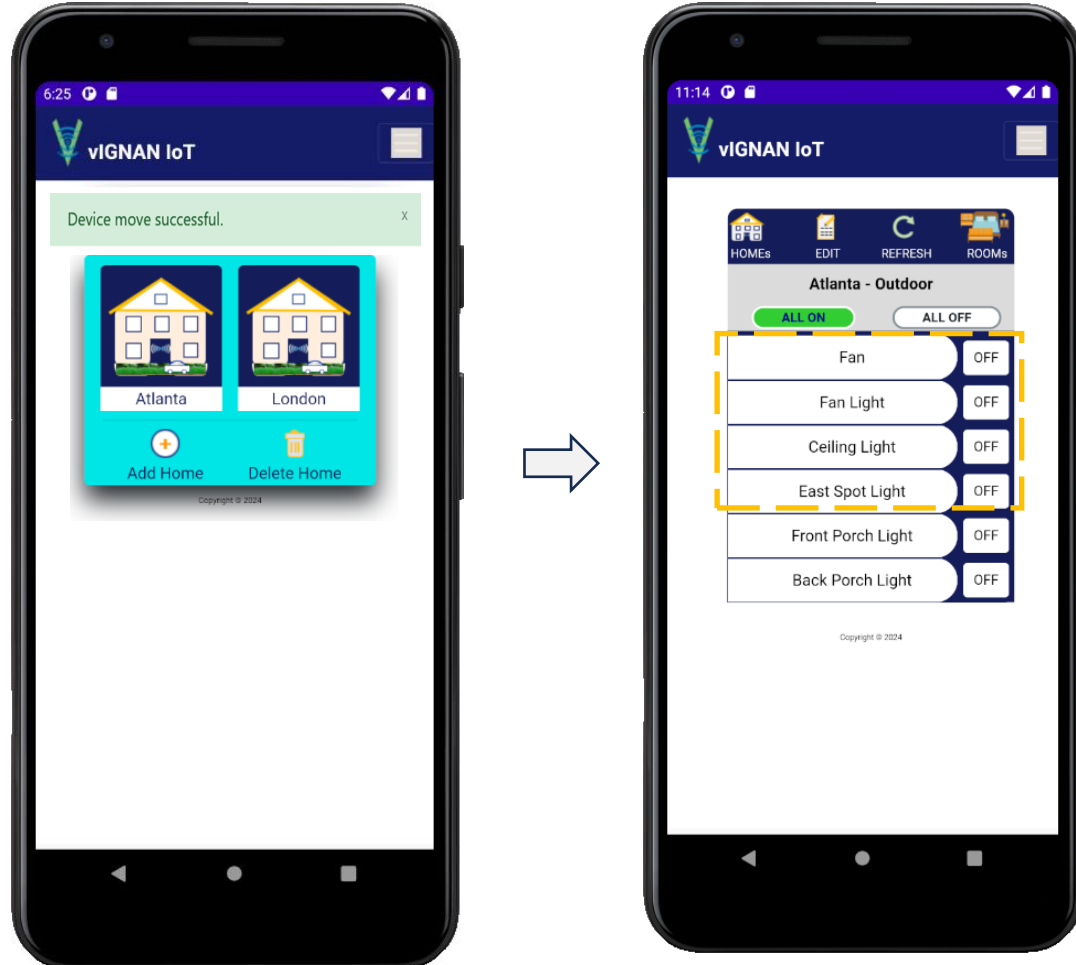 6:25
vIGNAN IoT
Device move successful. x
Atlanta London
Add Home Delete Home
Copyright © 2024
11:14
vIGNAN IoT
HOMEs EDIT REFRESH ROOMs
Atlanta - Outdoor
ALL ON ALL OFF
Fan OFF
Fan Light OFF
Ceiling Light OFF
East Spot Light OFF
Front Porch Light OFF
Back Porch Light OFF
Copyright © 2024